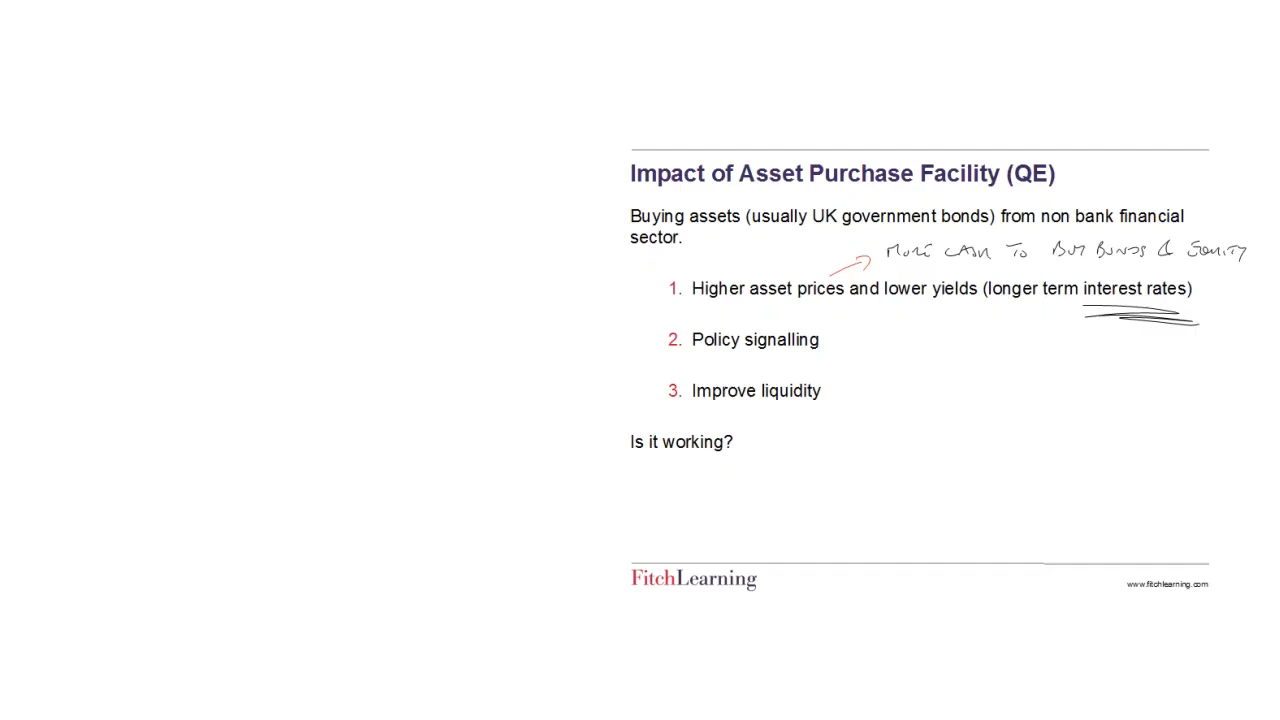 Impact of Asset Purchase Facility (QE)
Buying assets (usually UK government bonds) from non bank financial
sector.
MORE CASH TO BUY BONDS & EQUITY
1. Higher asset prices and lower yields (longer term interest rates)
2. Policy signalling
3. Improve liquidity
Is it working?
FitchLearning
www.fitchlearning.com